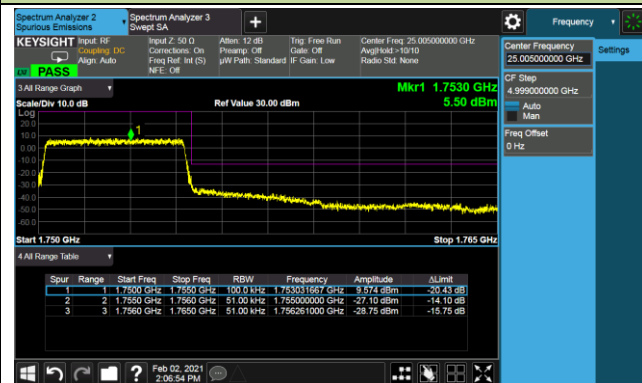 Spectrum Analyzer 2
Spurious Emissions
Spectrum Analyzer 3
Swept SA
+
Frequency
KEYSIGHT
Input: RF
Coupling: DC
Align: Auto
Input Z: 50 Ω
Corrections: On
Freq Ref: Int (S)
NFE: Off
Atten: 12 dB
Preamp: Off
µW Path: Standard
Trig: Free Run
Gate: Off
IF Gain: Low
Center Freq: 25.005000000 GHz
Avg|Hold:>10/10
Radio Std: None
PASS
Center Frequency
25.005000000 GHz
Settings
CF Step
4.999000000 GHz
Auto
Man
Freq Offset
0 Hz
3 All Range Graph
Mkr1 1.7530 GHz
5.50 dBm
Scale/Div 10.0 dB
Ref Value 30.00 dBm
Log
20.0
10.0
0.00
-10.0
-20.0
-30.0
-40.0
-50.0
-60.0
1
Start 1.750 GHz
Stop 1.765 GHz
4 All Range Table
Spur Range Start Freq Stop Freq RBW Frequency Amplitude ΔLimit
1 1 1.7500 GHz 1.7550 GHz 100.0 kHz 1.753031667 GHz 9.574 dBm -20.43 dB
2 2 1.7550 GHz 1.7560 GHz 51.00 kHz 1.755000000 GHz -27.10 dBm -14.10 dB
3 3 1.7560 GHz 1.7650 GHz 51.00 kHz 1.756261000 GHz -28.75 dBm -15.75 dB
?
Feb 02, 2021
2:06:54 PM